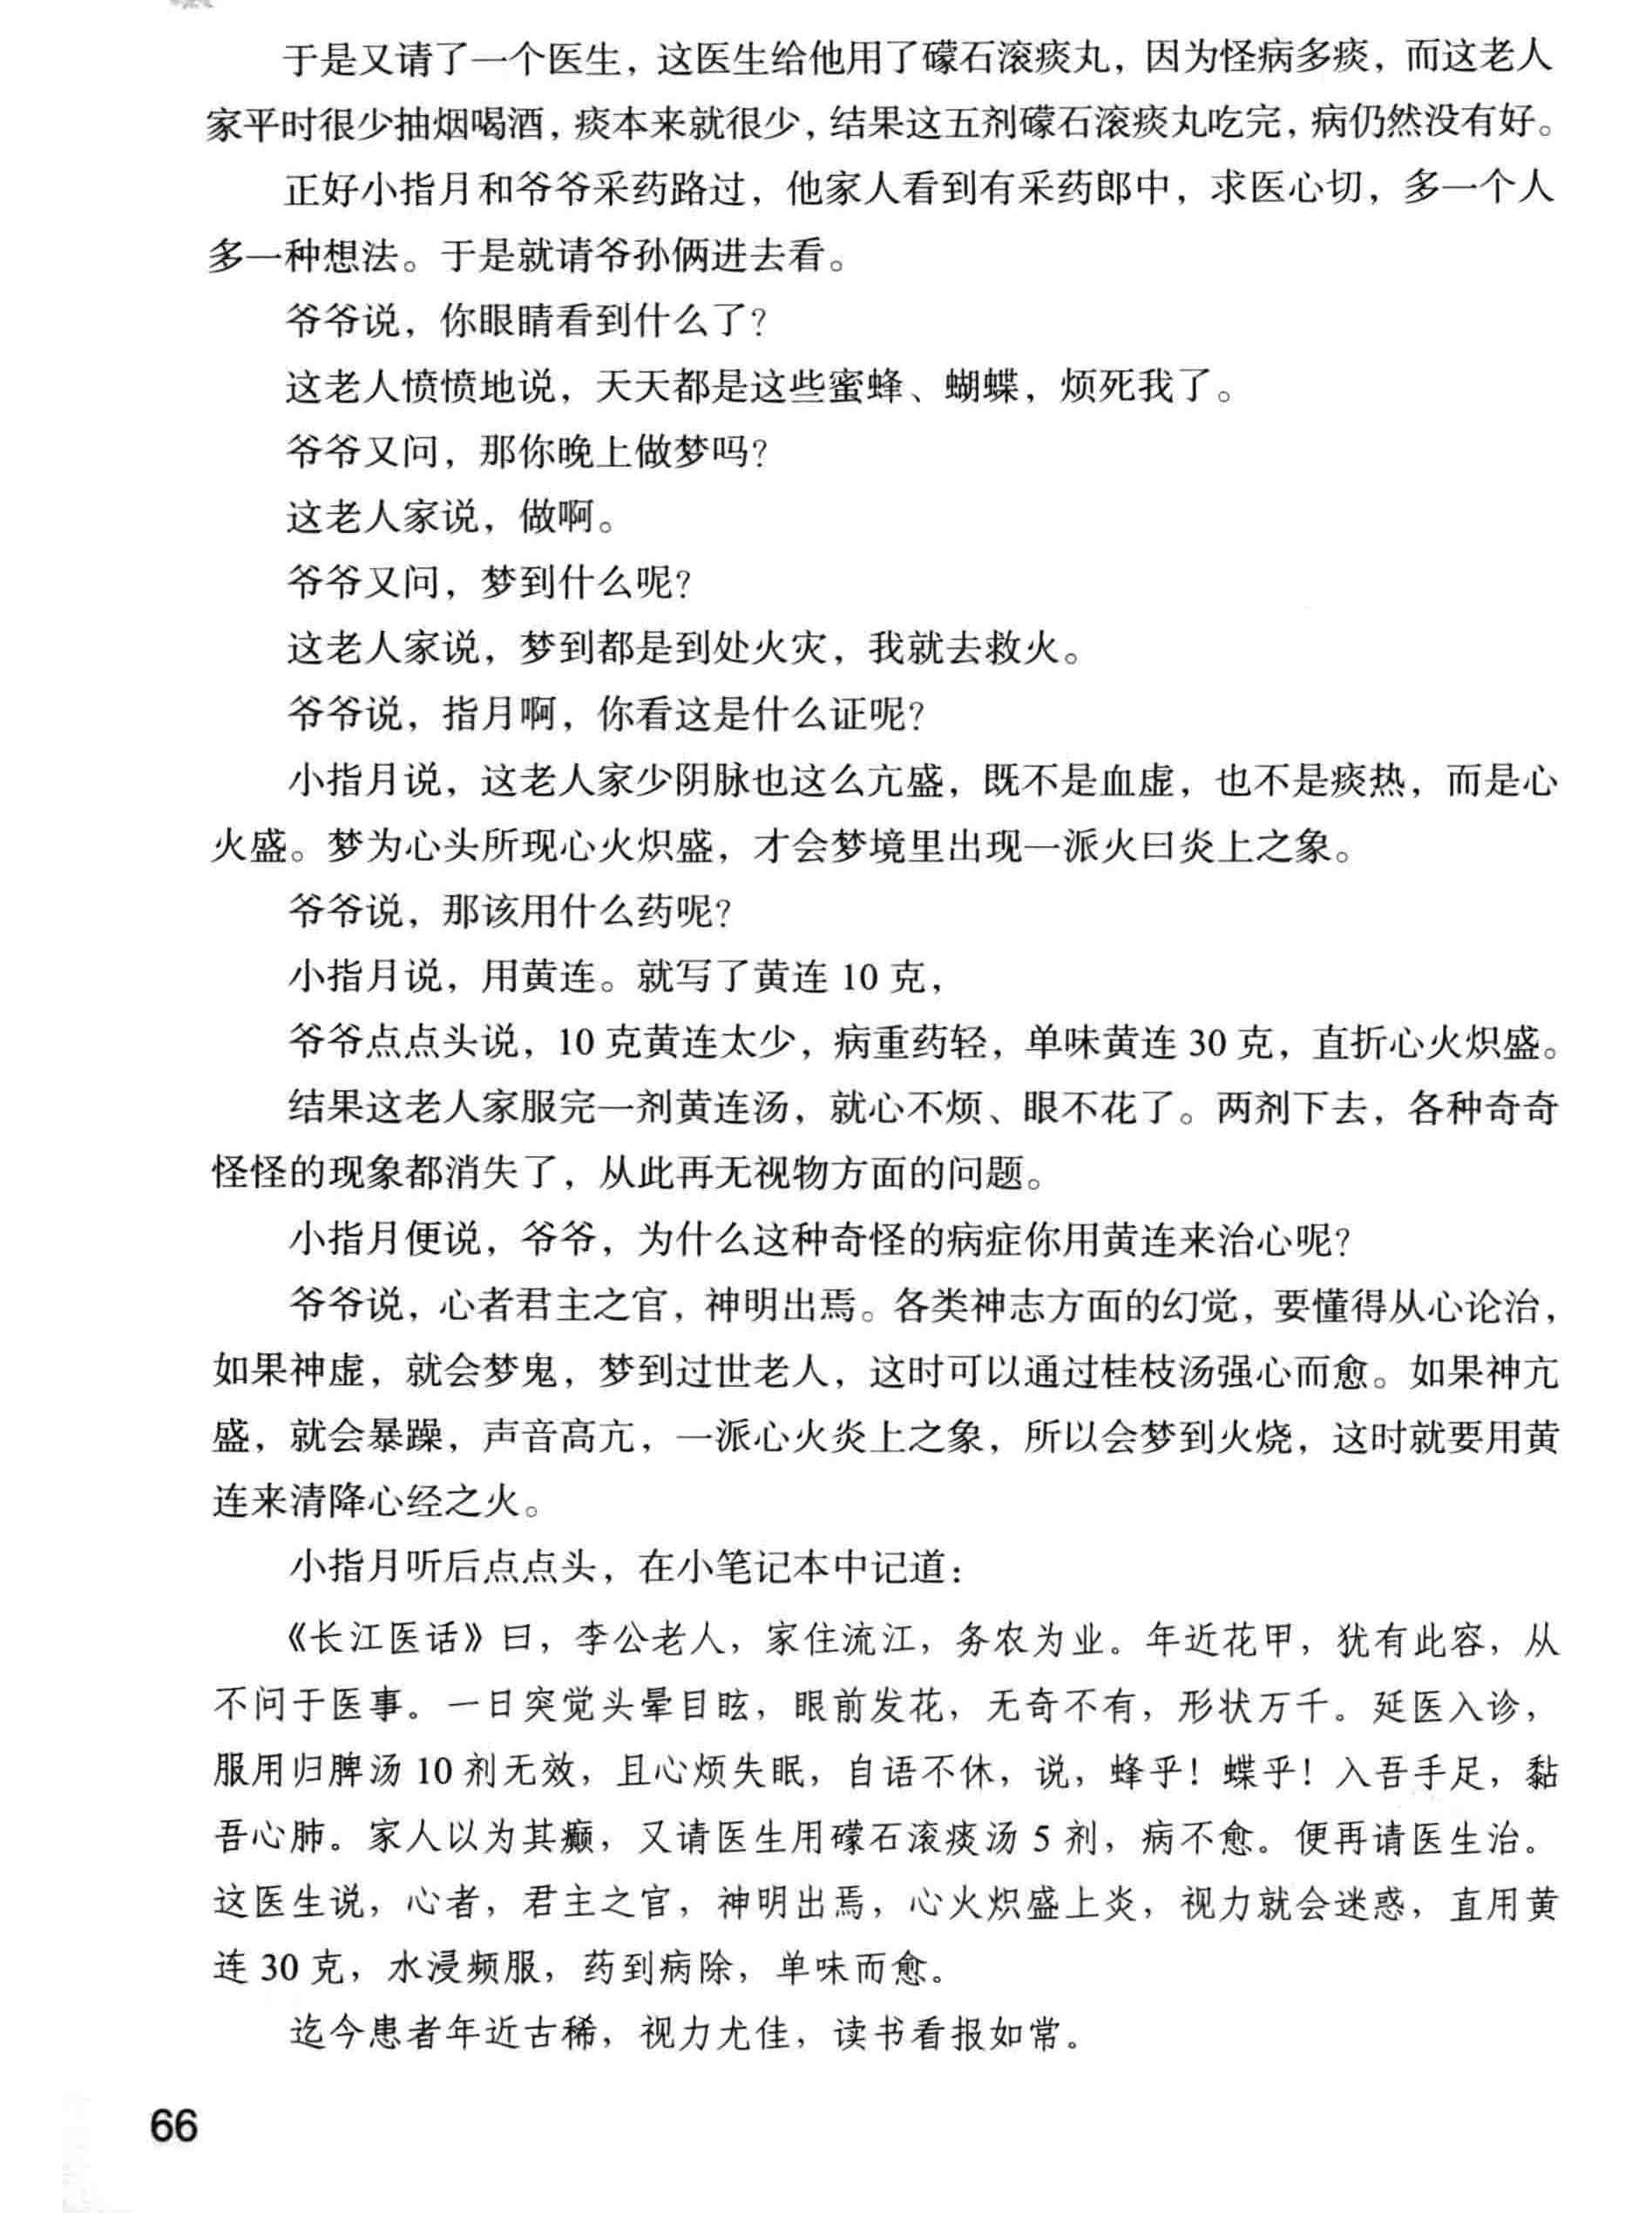 于是又请了一个医生，这医生给他用了礞石滚痰丸，因为怪病多痰，而这老人
家平时很少抽烟喝酒，痰本来就很少，结果这五剂礞石滚痰丸吃完，病仍然没有好。
正好小指月和爷爷采药路过，他家人看到有采药郎中，求医心切，多一个人
多一种想法。于是就请爷孙俩进去看。
爷爷说，你眼睛看到什么了？
这老人愤愤地说，天天都是这些蜜蜂、蝴蝶，烦死我了。
爷爷又问，那你晚上做梦吗？
这老人家说，做啊。
爷爷又问，梦到什么呢？
这老人家说，梦到都是到处火灾，我就去救火。
爷爷说，指月啊，你看这是什么证呢？
小指月说，这老人家少阴脉也这么亢盛，既不是血虚，也不是痰热，而是心
火盛。梦为心头所现心火炽盛，才会梦境里出现一派火曰炎上之象。
爷爷说，那该用什么药呢？
小指月说，用黄连。就写了黄连 10 克，
爷爷点点头说，10 克黄连太少，病重药轻，单味黄连 30 克，直折心火炽盛。
结果这老人家服完一剂黄连汤，就心不烦、眼不花了。两剂下去，各种奇奇
怪怪的现象都消失了，从此再无视物方面的问题。
小指月便说，爷爷，为什么这种奇怪的病症你用黄连来治心呢？
爷爷说，心者君主之官，神明出焉。各类神志方面的幻觉，要懂得从心论治，
如果神虚，就会梦鬼，梦到过世老人，这时可以通过桂枝汤强心而愈。如果神亢
盛，就会暴躁，声音高亢，一派心火炎上之象，所以会梦到火烧，这时就要用黄
连来清降心经之火。
小指月听后点点头，在小笔记本中记道：
《长江医话》曰，李公老人，家住流江，务农为业。年近花甲，犹有此容，从
不问于医事。一日突觉头晕目眩，眼前发花，无奇不有，形状万千。延医入诊，
服用归脾汤 10 剂无效，且心烦失眠，自语不休，说，蜂乎！蝶乎！入吾手足，黏
吾心肺。家人以为其癫，又请医生用礞石滚痰汤 5 剂，病不愈。便再请医生治。
这医生说，心者，君主之官，神明出焉，心火炽盛上炎，视力就会迷惑，直用黄
连 30 克，水浸频服，药到病除，单味而愈。
迄今患者年近古稀，视力尤佳，读书看报如常。
66